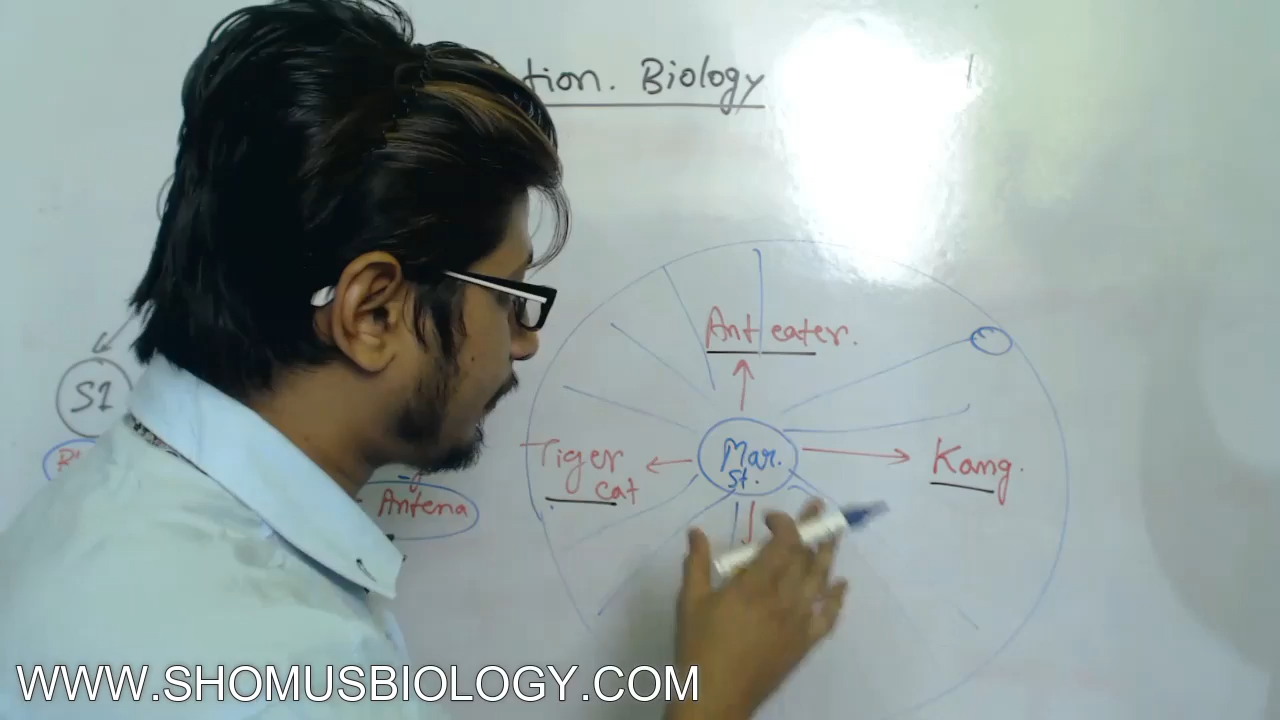 tion. Biology
Ant eater.
S1
Tiger
cat
Mar.
st.
Kang.
Antena
WWW.SHOMUSBIOLOGY.COM